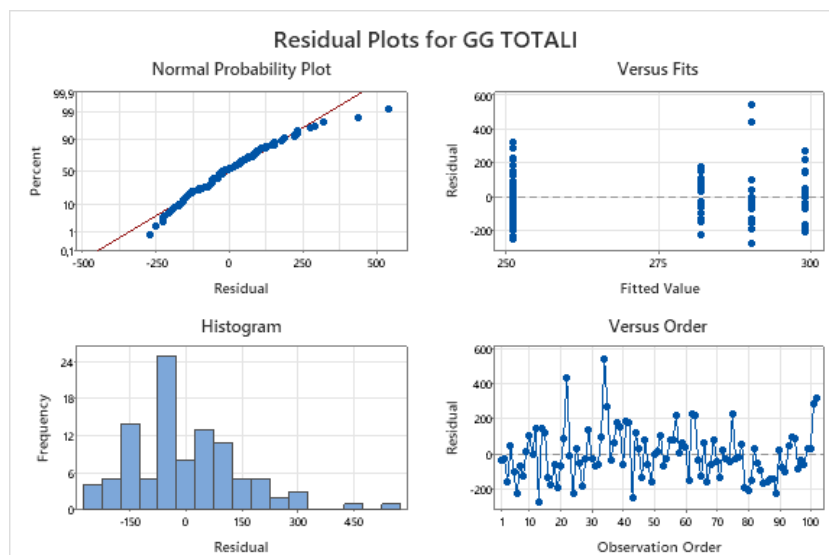 Residual Plots for GG TOTALI
Normal Probability Plot
Versus Fits
99,9
99
90
50
10
1
0,1
Percent
-500 -250 0 250 500
Residual
600
400
200
0
-200
Residual
250 275 300
Fitted Value
Histogram
Versus Order
24
18
12
6
0
Frequency
-150 0 150 300 450
Residual
600
400
200
0
-200
Residual
1 10 20 30 40 50 60 70 80 90 100
Observation Order